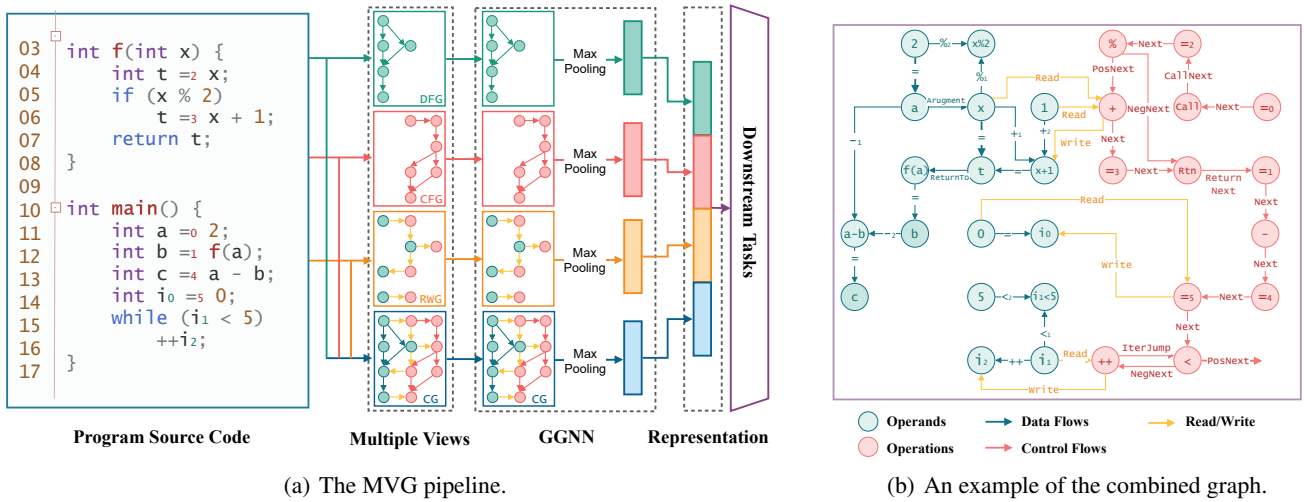 03 int f(int x) {
04 int t =₂ x;
05 if (x % 2)
06 t =₃ x + 1;
07 return t;
08 }
09
10 int main() {
11 int a =₀ 2;
12 int b =₁ f(a);
13 int c =₄ a - b;
14 int i₀ =₅ 0;
15 while (i₁ < 5)
16 ++i₂;
17 }
DFG
CFG
RWG
CG
CG
Max Pooling
Max Pooling
Max Pooling
Max Pooling
Downstream Tasks
Program Source Code
Multiple Views
GGNN
Representation
(a) The MVG pipeline.
2
%₂
x%2
%
Next
=₂
=
%₁
Read
PosNext
CallNext
a
Arugment
x
1
Read
+
NegNext
Call
Next
=₀
-₁
=
+₁
+₂
Write
Next
f(a)
ReturnTo
t
=
x+1
=₃
Next
Rtn
Return Next
=₁
=
Read
Next
a-b
-₂
b
0
=
i₀
-
=
Write
Next
c
5
<₂
i₁<5
=₅
Next
=₄
<₁
Next
i₂
++
i₁
Read
++
IterJump
NegNext
<
PosNext
Write
Operands
Data Flows
Read/Write
Operations
Control Flows
(b) An example of the combined graph.